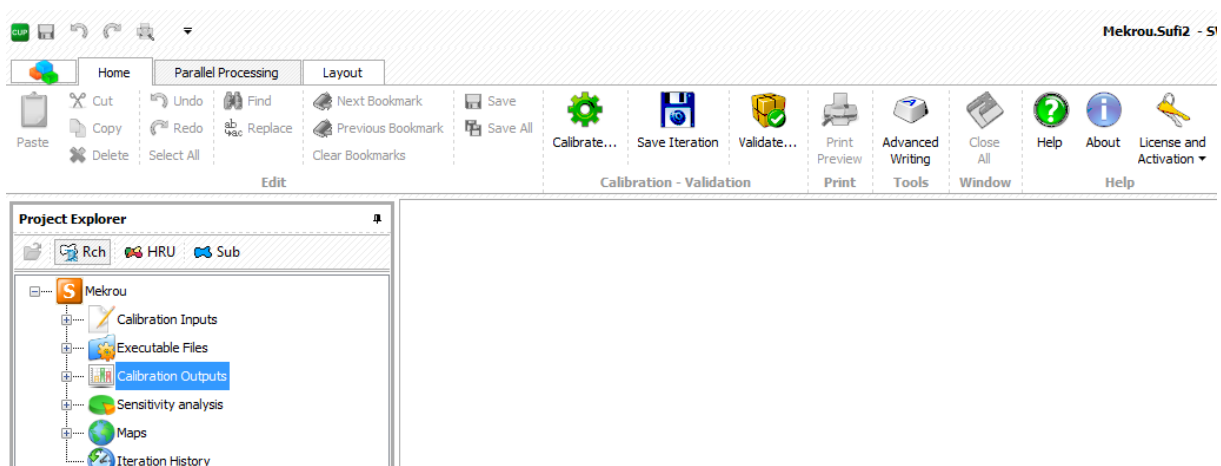 CUP
Mekrou.Sufi2 - S
Home Parallel Processing Layout
Paste
Cut Undo Find Next Bookmark Save
Copy Redo Replace Previous Bookmark Save All
Delete Select All Clear Bookmarks
Calibrate... Save Iteration Validate... Print Preview Advanced Writing Close All Help About License and Activation
Edit Calibration - Validation Print Tools Window Help
Project Explorer
Rch HRU Sub
S Mekrou
Calibration Inputs
Executable Files
Calibration Outputs
Sensitivity analysis
Maps
Iteration History